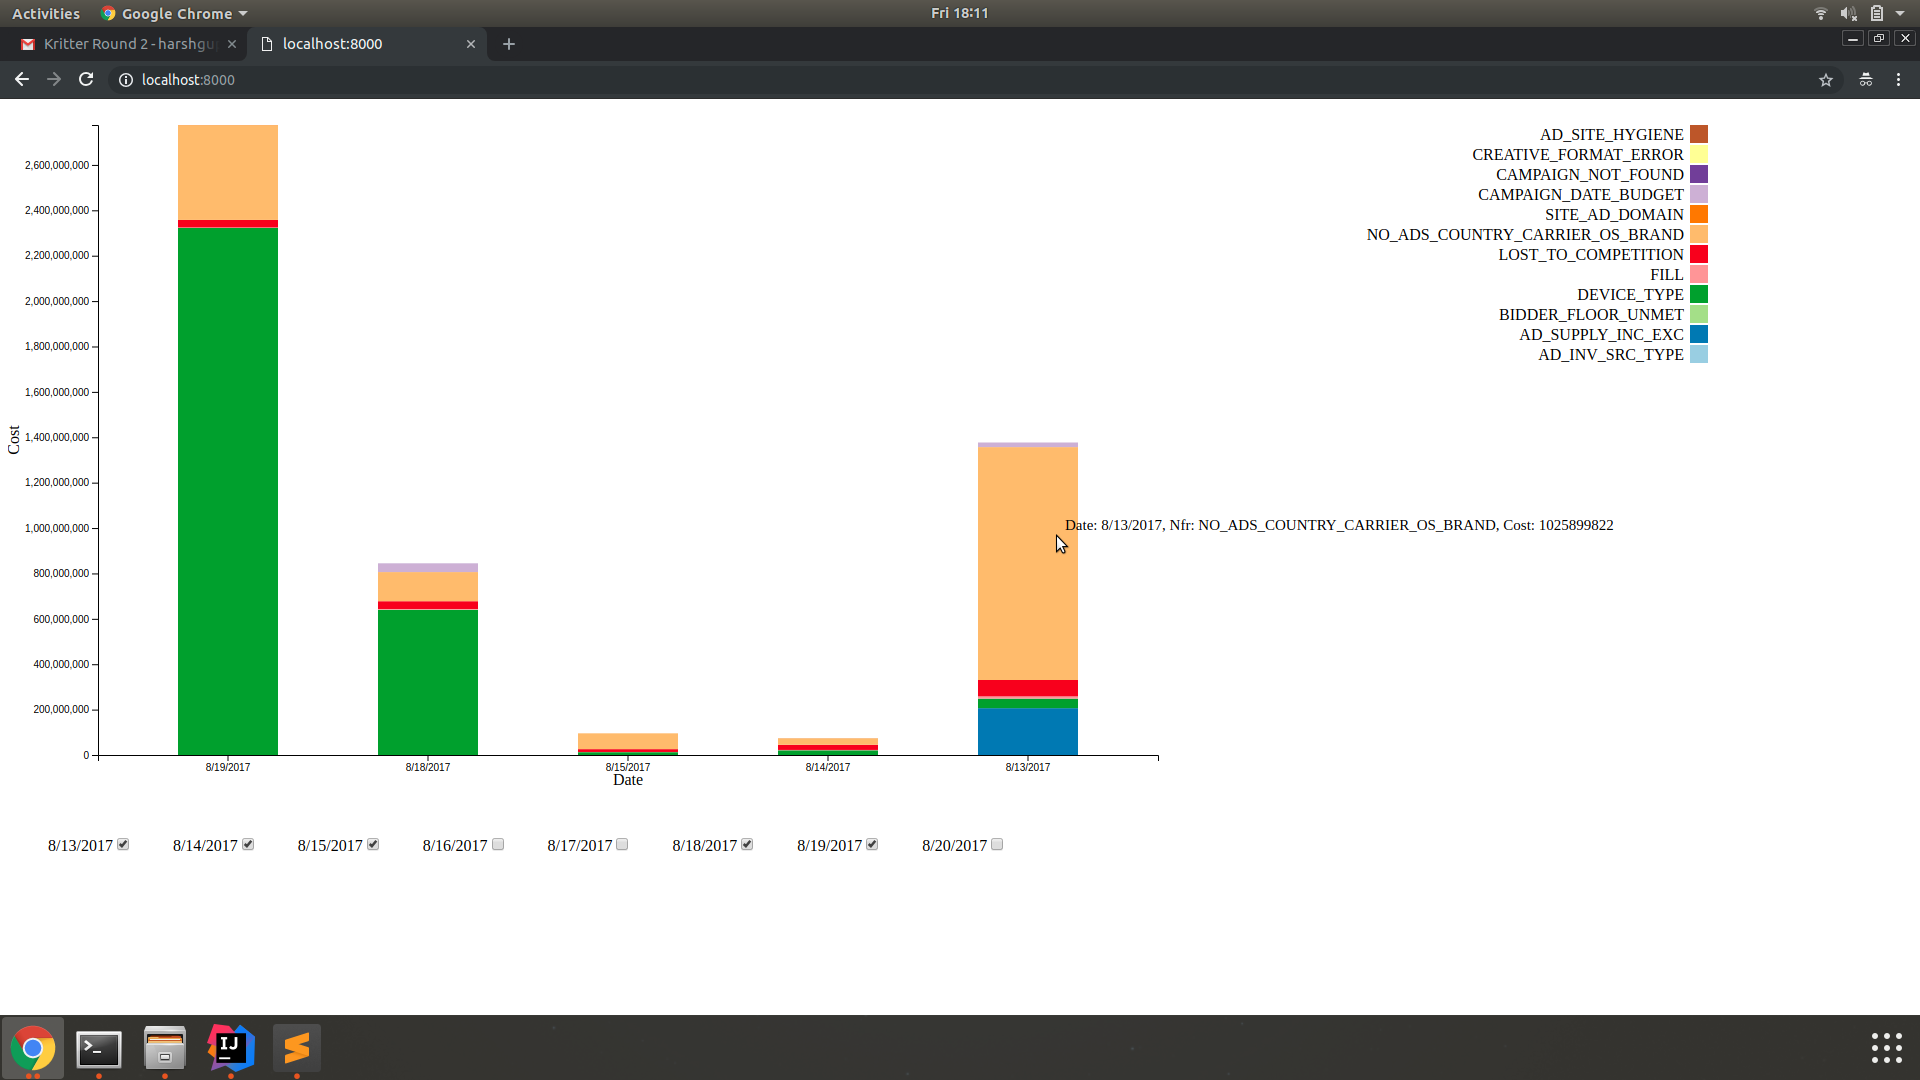 Activities Google Chrome Fri 18:11
Kritter Round 2 - harshgu localhost:8000
localhost:8000
2,600,000,000
2,400,000,000
2,200,000,000
2,000,000,000
1,800,000,000
1,600,000,000
1,400,000,000
1,200,000,000
1,000,000,000
800,000,000
600,000,000
400,000,000
200,000,000
0
Cost
8/19/2017 8/18/2017 8/15/2017 8/14/2017 8/13/2017
Date
AD_SITE_HYGIENE
CREATIVE_FORMAT_ERROR
CAMPAIGN_NOT_FOUND
CAMPAIGN_DATE_BUDGET
SITE_AD_DOMAIN
NO_ADS_COUNTRY_CARRIER_OS_BRAND
LOST_TO_COMPETITION
FILL
DEVICE_TYPE
BIDDER_FLOOR_UNMET
AD_SUPPLY_INC_EXC
AD_INV_SRC_TYPE
Date: 8/13/2017, Nfr: NO_ADS_COUNTRY_CARRIER_OS_BRAND, Cost: 1025899822
8/13/2017 8/14/2017 8/15/2017 8/16/2017 8/17/2017 8/18/2017 8/19/2017 8/20/2017
IJ